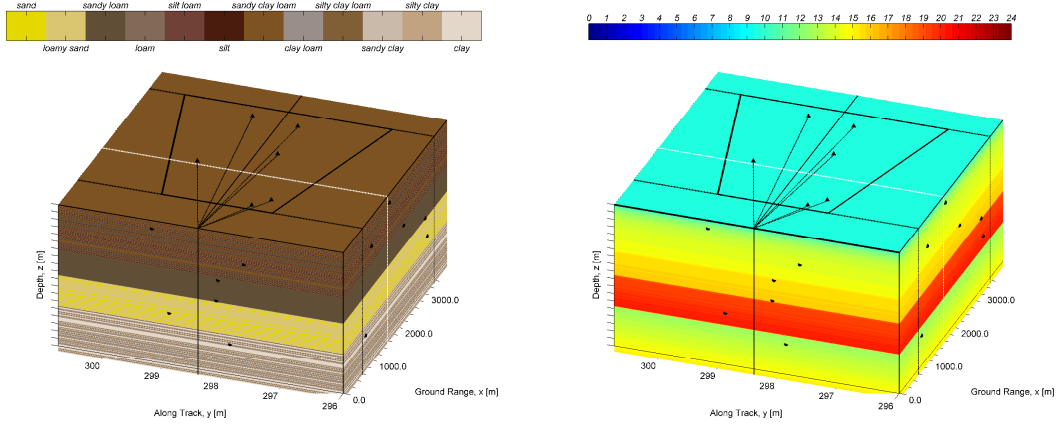 sand sandy loam silt loam sandy clay loam silty clay loam silty clay
loamy sand loam silt clay loam sandy clay clay
Depth, z [m]
300
299
298
297
296
Along Track, y [m]
0.0
1000.0
2000.0
3000.0
Ground Range, x [m]
0 1 2 3 4 5 6 7 8 9 10 11 12 13 14 15 16 17 18 19 20 21 22 23 24
Depth, z [m]
300
299
298
297
296
Along Track, y [m]
0.0
1000.0
2000.0
3000.0
Ground Range, x [m]